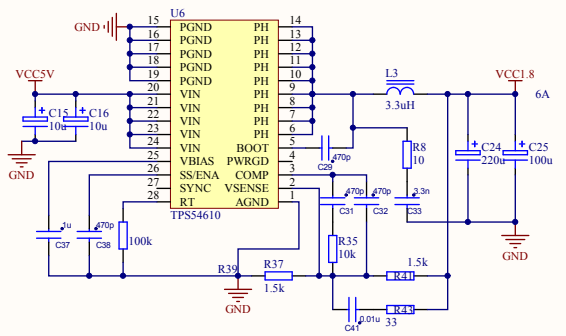 U6
GND
15 PGND PH 14
16 PGND PH 13
17 PGND PH 12
18 PGND PH 11
19 PGND PH 10
20 VIN PH 9
21 VIN PH 8
22 VIN PH 7
23 VIN PH 6
24 VIN BOOT 5
25 VBIAS PWRGD 4
26 SS/ENA COMP 3
27 SYNC VSENSE 2
28 RT AGND 1
TPS54610
VCC5V
C15
10u
C16
10u
GND
L3
3.3uH
VCC1.8
6A
470p
C29
R8
10
C24
220u
C25
100u
3.3n
C33
GND
470p
C31
470p
C32
1u
C37
470p
C38
100k
R35
10k
R39
R37
1.5k
GND
1.5k
R41
0.01u
C41
R43
33